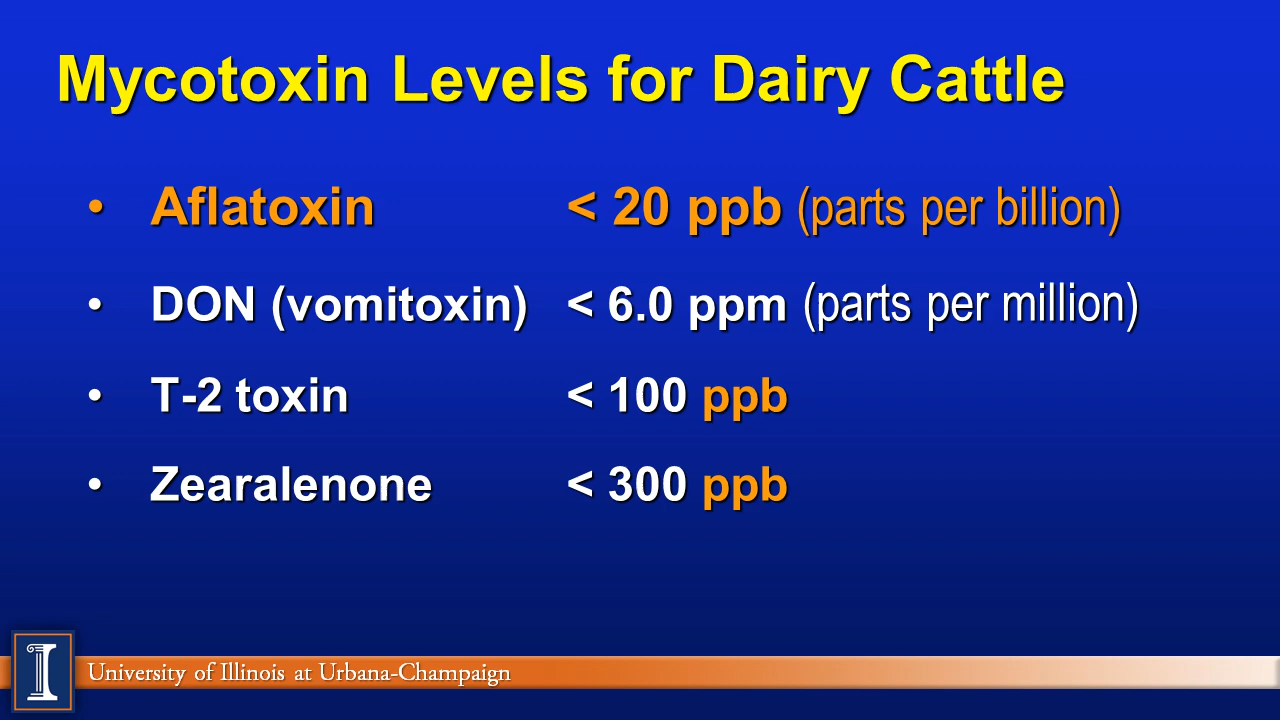 Mycotoxin Levels for Dairy Cattle
• Aflatoxin < 20 ppb (parts per billion)
• DON (vomitoxin) < 6.0 ppm (parts per million)
• T-2 toxin < 100 ppb
• Zearalenone < 300 ppb
I University of Illinois at Urbana-Champaign